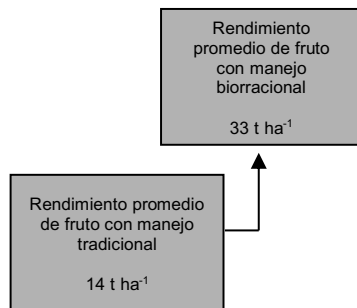 Rendimiento
promedio de fruto
con manejo
biorracional
33 t ha⁻¹
Rendimiento promedio
de fruto con manejo
tradicional
14 t ha⁻¹